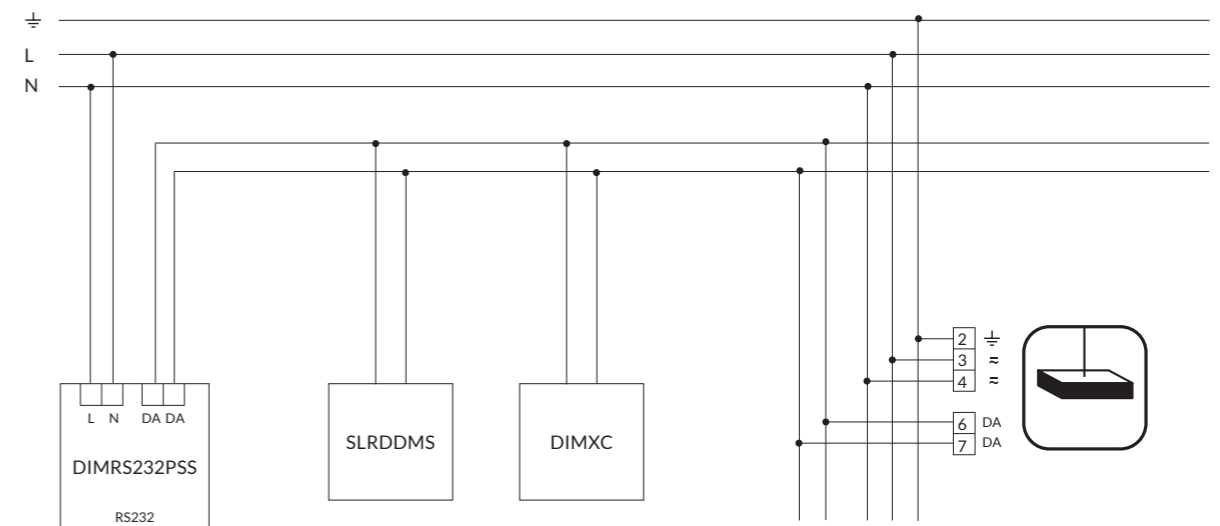 L
N
2
3 ≈
4 ≈
L N DA DA
6 DA
7 DA
SLRDDMS
DIMXC
DIMRS232PSS
RS232